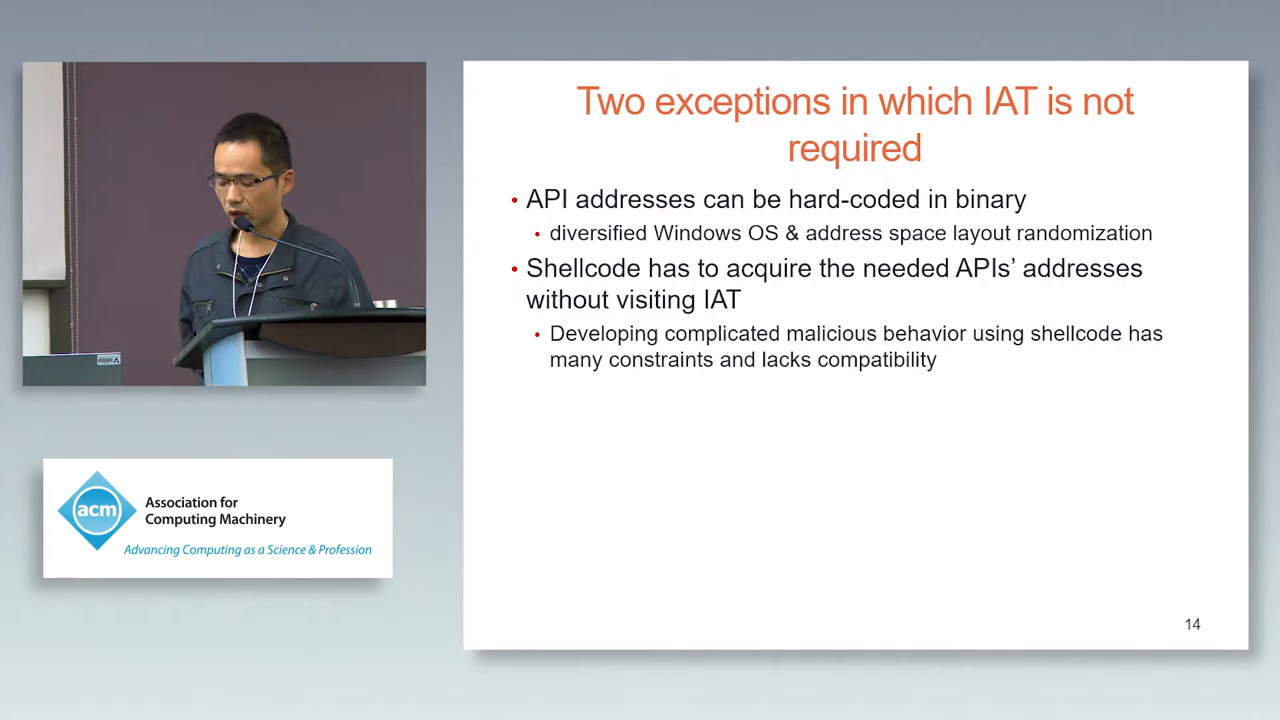 Two exceptions in which IAT is not
required
• API addresses can be hard-coded in binary
• diversified Windows OS & address space layout randomization
• Shellcode has to acquire the needed APIs’ addresses
without visiting IAT
• Developing complicated malicious behavior using shellcode has
many constraints and lacks compatibility
14
acm
Association for
Computing Machinery
Advancing Computing as a Science & Profession